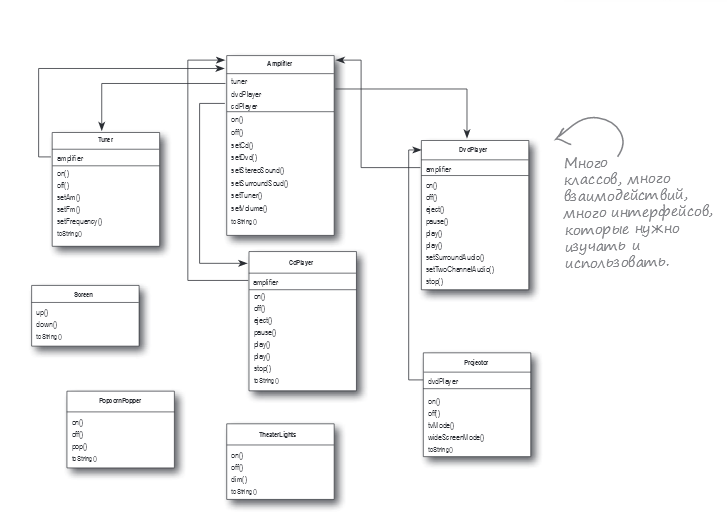 Amplifier
tuner
dvdPlayer
cdPlayer
on()
off()
setCd()
setDvd()
setStereoSound()
setSurroundSoud()
setTuner()
setVolume()
toString()
Tuner
amplifier
on()
off()
setAm()
setFm()
setFrequency()
toString()
DvdPlayer
amplifier
on()
off()
eject()
pause()
play()
play()
setSurroundAudio()
setTwoChannelAudio()
stop()
Много
классов, много
взаимодействий,
много интерфейсов,
которые нужно
изучать и
использовать.
CdPlayer
amplifier
on()
off()
eject()
pause()
play()
play()
stop()
toString()
Screen
up()
down()
toString()
Projector
dvdPlayer
on()
off()
tvMode()
wideScreenMode()
toString()
PopcornPopper
on()
off()
pop()
toString()
TheaterLights
on()
off()
dim()
toString()